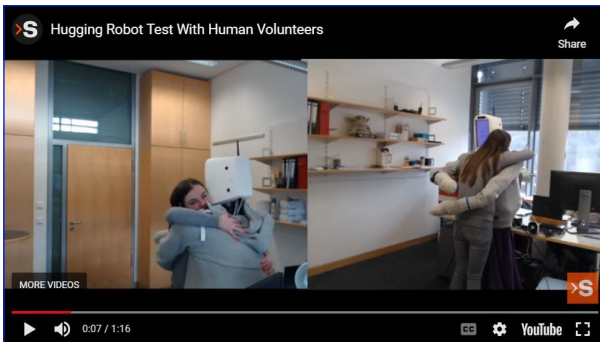 >S
Hugging Robot Test With Human Volunteers
Share
MORE VIDEOS
>S
0:07 / 1:16
CC
YouTube